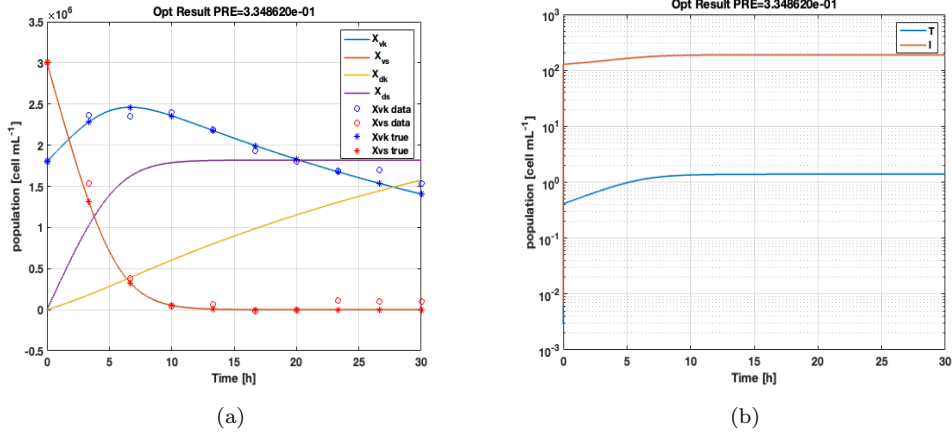 Opt Result PRE=3.348620e-01
×10⁶
3.5
3
2.5
2
1.5
1
0.5
0
-0.5
population [cell mL⁻¹]
0 5 10 15 20 25 30
Time [h]
X_vk
X_vs
X_dk
X_ds
Xvk data
Xvs data
Xvk true
Xvs true
(a)
Opt Result PRE=3.348620e-01
10³
10²
10¹
10⁰
10⁻¹
10⁻²
10⁻³
population [cell mL⁻¹]
0 5 10 15 20 25 30
Time [h]
T
I
(b)